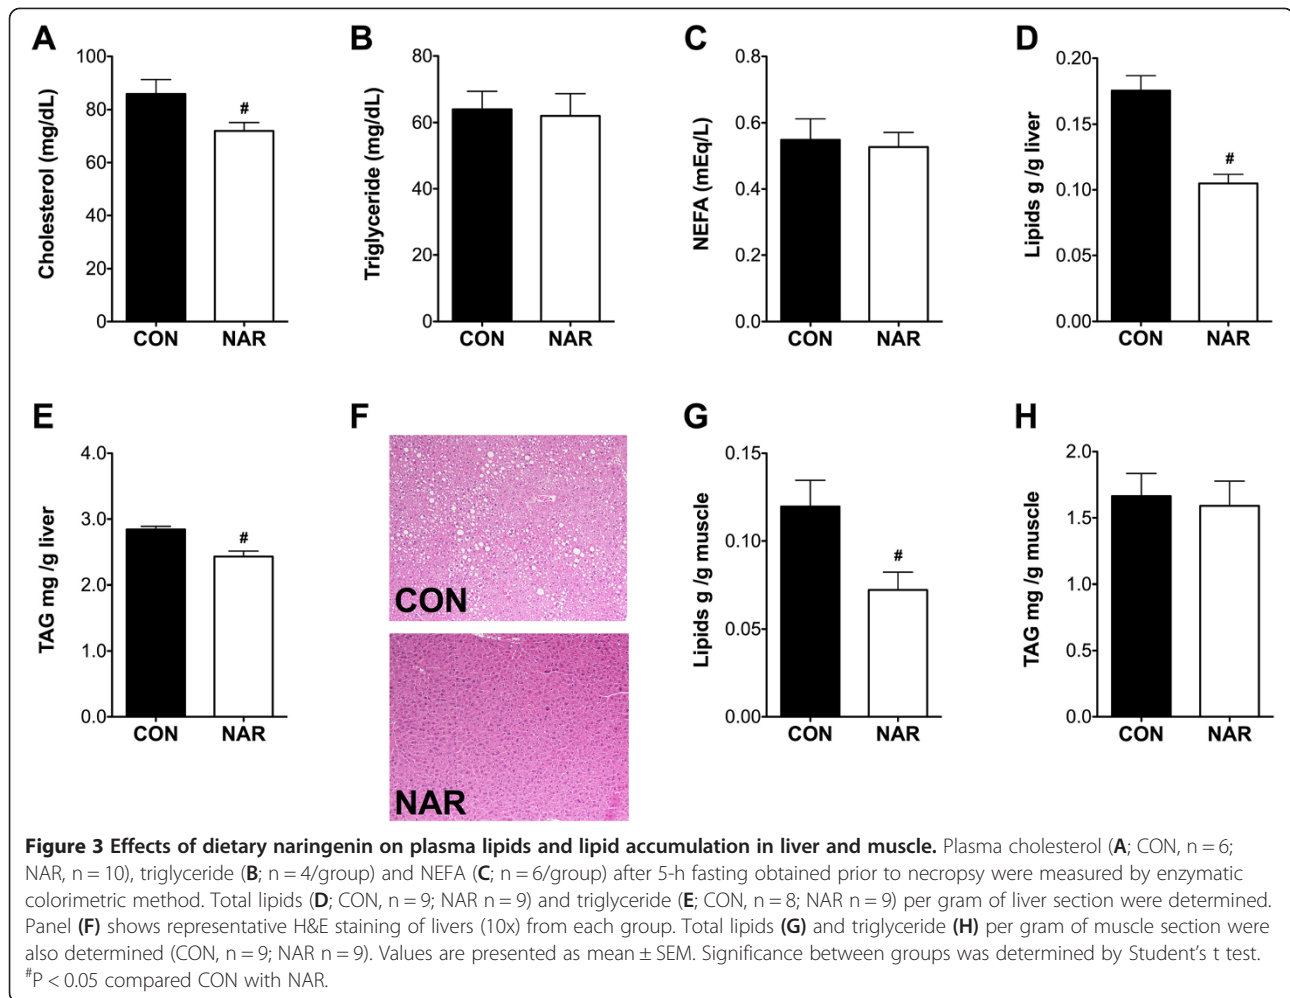 A
Cholesterol (mg/dL)
100
80
60
40
20
0
#
CON NAR
B
Triglyceride (mg/dL)
80
60
40
20
0
CON NAR
C
NEFA (mEq/L)
0.8
0.6
0.4
0.2
0.0
CON NAR
D
Lipids g /g liver
0.20
0.15
0.10
0.05
0.00
#
CON NAR
E
TAG mg /g liver
4.0
3.0
2.0
1.0
0.0
#
CON NAR
F
CON
NAR
G
Lipids g /g muscle
0.15
0.10
0.05
0.00
#
CON NAR
H
TAG mg /g muscle
2.0
1.5
1.0
0.5
0.0
CON NAR
Figure 3 Effects of dietary naringenin on plasma lipids and lipid accumulation in liver and muscle. Plasma cholesterol (A; CON, n = 6;
NAR, n = 10), triglyceride (B; n = 4/group) and NEFA (C; n = 6/group) after 5-h fasting obtained prior to necropsy were measured by enzymatic
colorimetric method. Total lipids (D; CON, n = 9; NAR n = 9) and triglyceride (E; CON, n = 8; NAR n = 9) per gram of liver section were determined.
Panel (F) shows representative H&E staining of livers (10x) from each group. Total lipids (G) and triglyceride (H) per gram of muscle section were
also determined (CON, n = 9; NAR n = 9). Values are presented as mean ± SEM. Significance between groups was determined by Student's t test.
#P < 0.05 compared CON with NAR.